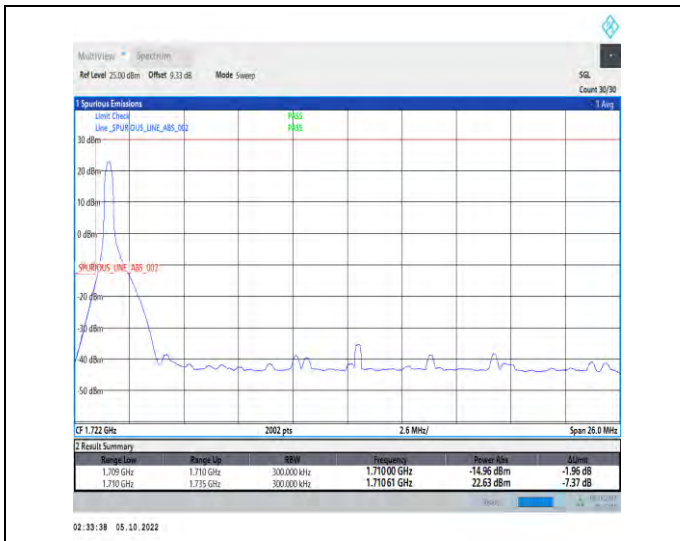 MultiView Spectrum
Ref Level 25.00 dBm Offset 9.33 dB Mode Sweep SGL
Count 30/30
1 Spurious Emissions 1 Avg
Limit Check PASS
Line _SPURIOUS_LINE_ABS_002 PASS
30 dBm
20 dBm
10 dBm
0 dBm
_SPURIOUS_LINE_ABS_002
-20 dBm
-30 dBm
-40 dBm
-50 dBm
CF 1.722 GHz 2002 pts 2.6 MHz/ Span 26.0 MHz
2 Result Summary
Range Low Range Up RBW Frequency Power Abs ΔLimit
1.709 GHz 1.710 GHz 300.000 kHz 1.71000 GHz -14.96 dBm -1.96 dB
1.710 GHz 1.735 GHz 300.000 kHz 1.71061 GHz 22.63 dBm -7.37 dB
02:33:38 05.10.2022